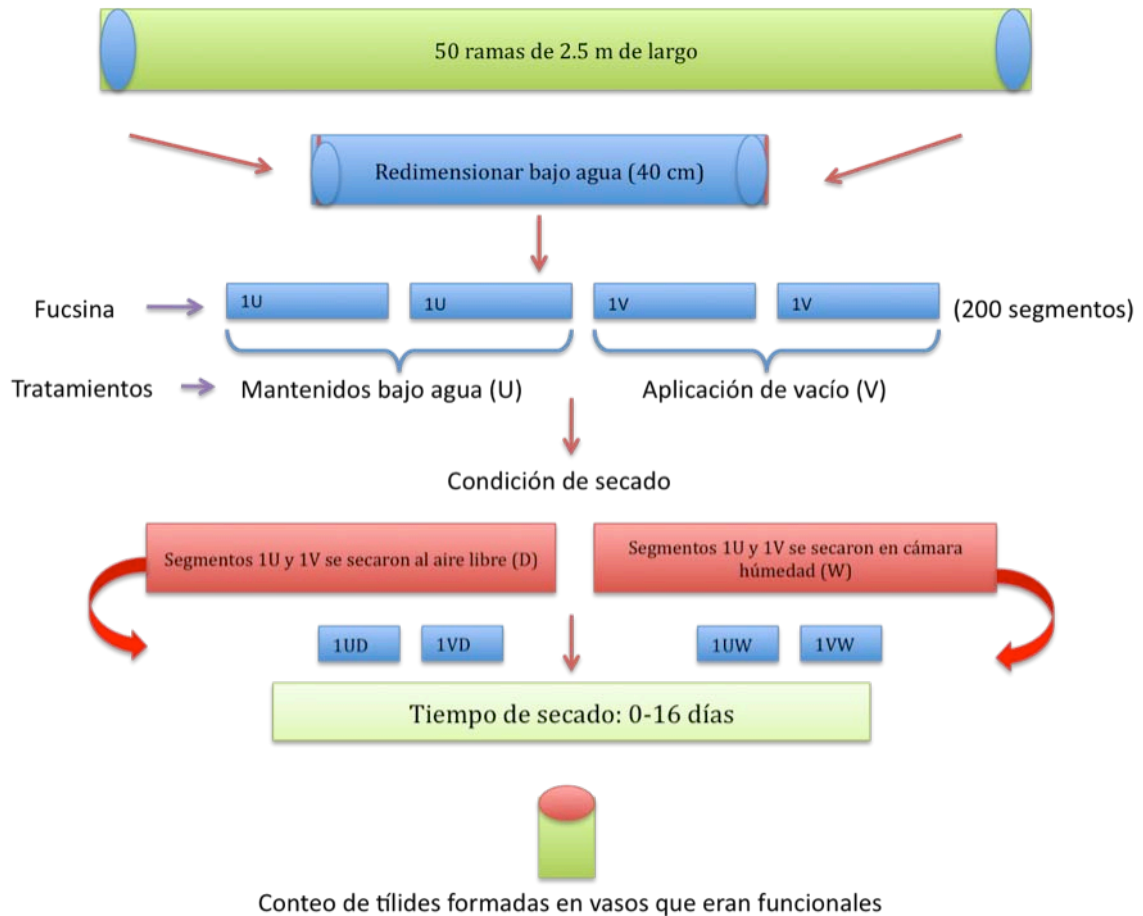 50 ramas de 2.5 m de largo
Redimensionar bajo agua (40 cm)
Fucsina
1U
1U
1V
1V
(200 segmentos)
Tratamientos
Mantenidos bajo agua (U)
Aplicación de vacío (V)
Condición de secado
Segmentos 1U y 1V se secaron al aire libre (D)
Segmentos 1U y 1V se secaron en cámara
húmedad (W)
1UD
1VD
1UW
1VW
Tiempo de secado: 0-16 días
Conteo de tílides formadas en vasos que eran funcionales